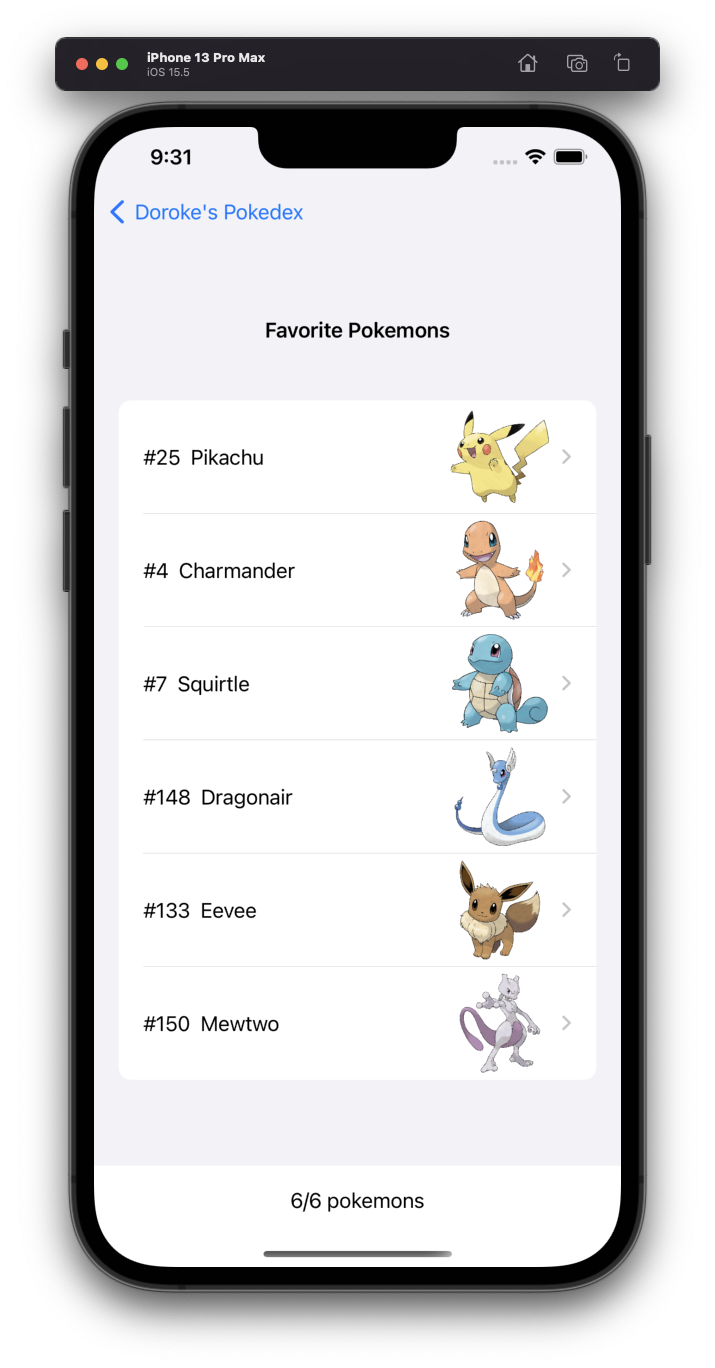 iPhone 13 Pro Max
iOS 15.5
9:31
Doroke's Pokedex
Favorite Pokemons
#25 Pikachu
#4 Charmander
#7 Squirtle
#148 Dragonair
#133 Eevee
#150 Mewtwo
6/6 pokemons